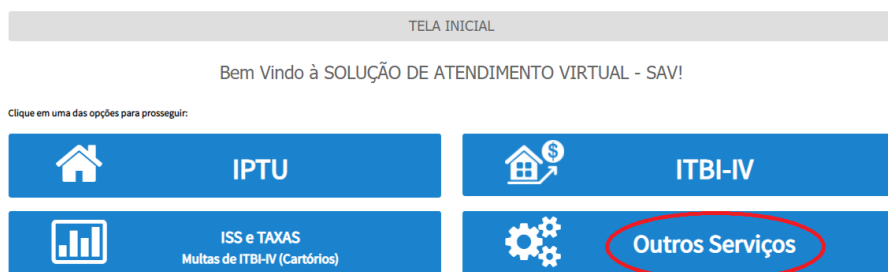 TELA INICIAL
Bem Vindo à SOLUÇÃO DE ATENDIMENTO VIRTUAL - SAV!
Clique em uma das opções para prosseguir:
IPTU
$
ITBI-IV
ISS e TAXAS
Multas de ITBI-IV (Cartórios)
Outros Serviços